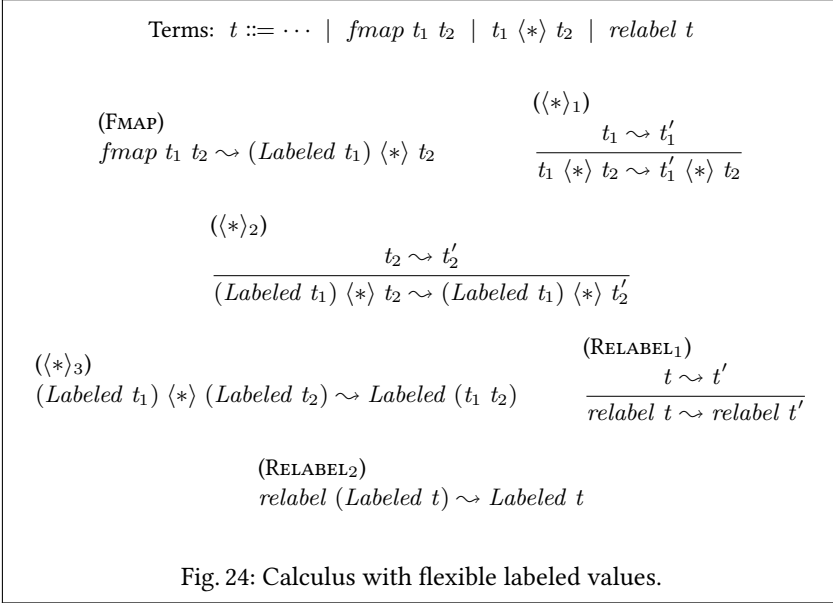 Terms: t ::= ⋯ | fmap t₁ t₂ | t₁ ⟨∗⟩ t₂ | relabel t
(Fmap)
fmap t₁ t₂ ⇝ (Labeled t₁) ⟨∗⟩ t₂
(⟨∗⟩₁)
t₁ ⇝ t₁′
t₁ ⟨∗⟩ t₂ ⇝ t₁′ ⟨∗⟩ t₂
(⟨∗⟩₂)
t₂ ⇝ t₂′
(Labeled t₁) ⟨∗⟩ t₂ ⇝ (Labeled t₁) ⟨∗⟩ t₂′
(⟨∗⟩₃)
(Labeled t₁) ⟨∗⟩ (Labeled t₂) ⇝ Labeled (t₁ t₂)
(Relabel₁)
t ⇝ t′
relabel t ⇝ relabel t′
(Relabel₂)
relabel (Labeled t) ⇝ Labeled t
Fig. 24: Calculus with flexible labeled values.